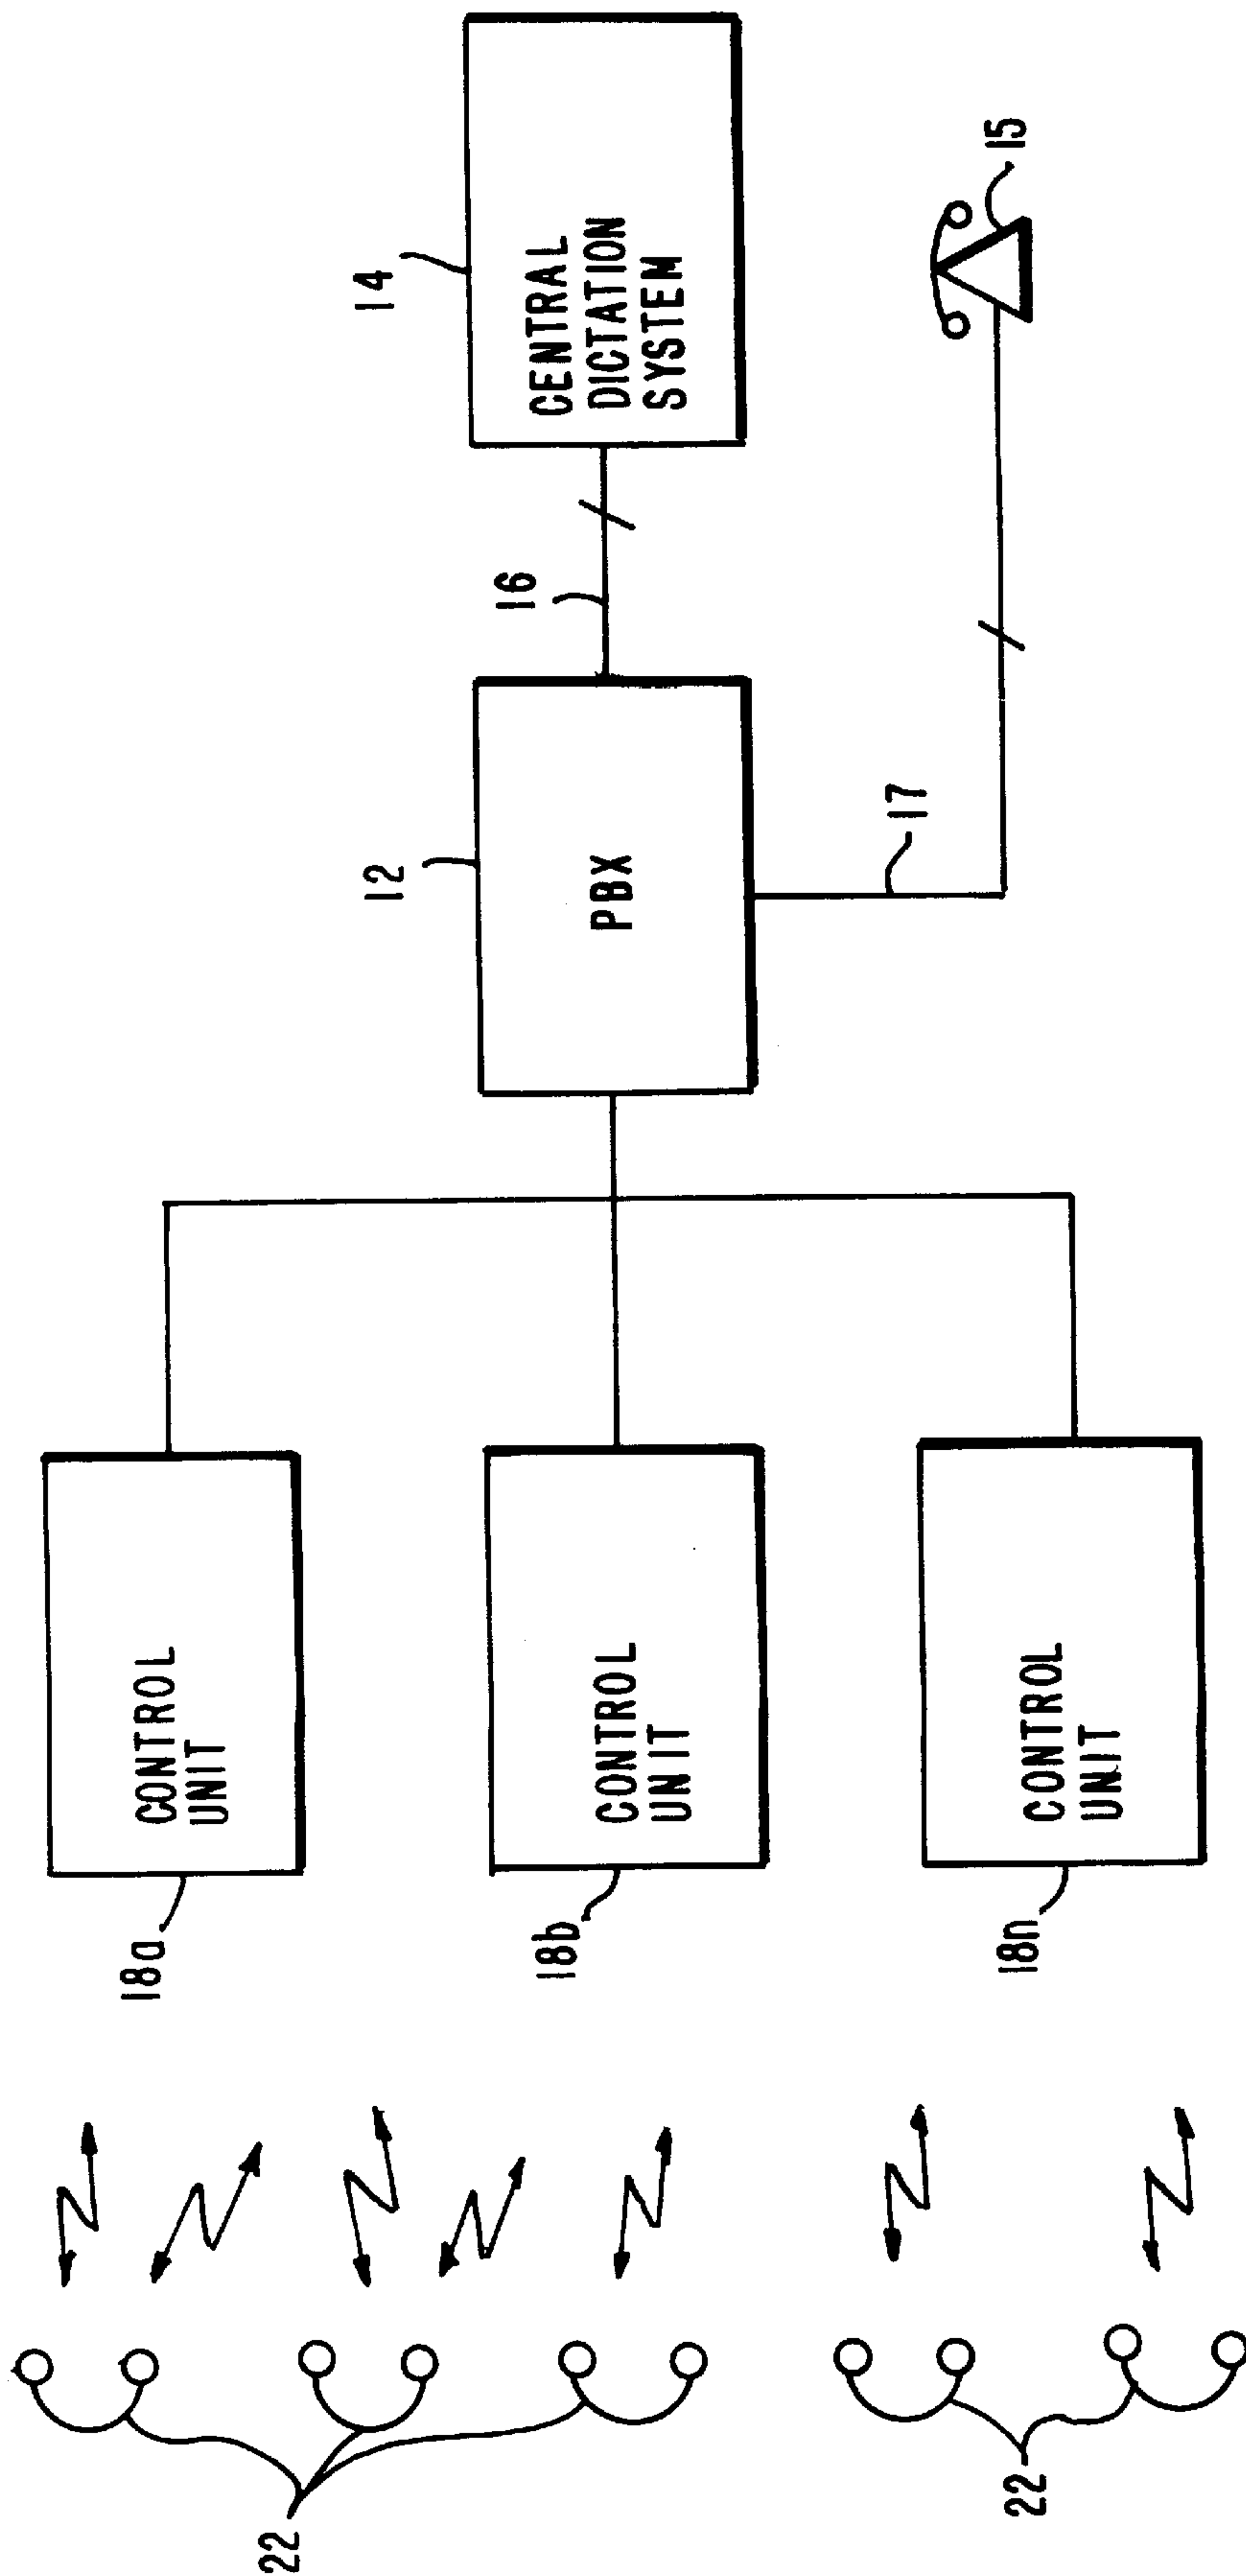 14
CENTRAL
DICTATION
SYSTEM
15
16
12
PBX
17
CONTROL
UNIT
18a
CONTROL
UNIT
18b
CONTROL
UNIT
18n
22
22